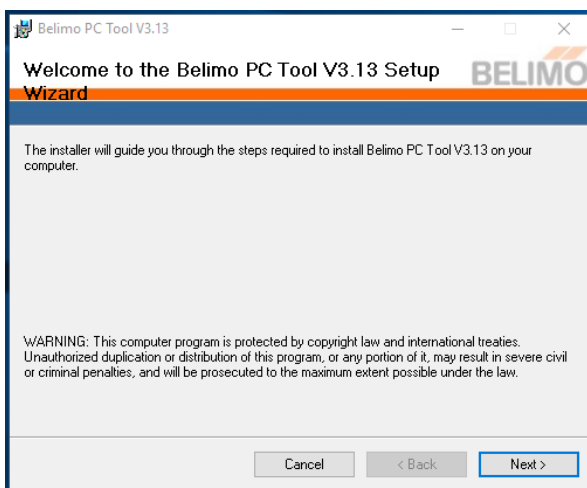 Belimo PC Tool V3.13
Welcome to the Belimo PC Tool V3.13 Setup
Wizard
BELIMO
The installer will guide you through the steps required to install Belimo PC Tool V3.13 on your
computer.
WARNING: This computer program is protected by copyright law and international treaties.
Unauthorized duplication or distribution of this program, or any portion of it, may result in severe civil
or criminal penalties, and will be prosecuted to the maximum extent possible under the law.
Cancel
< Back
Next >